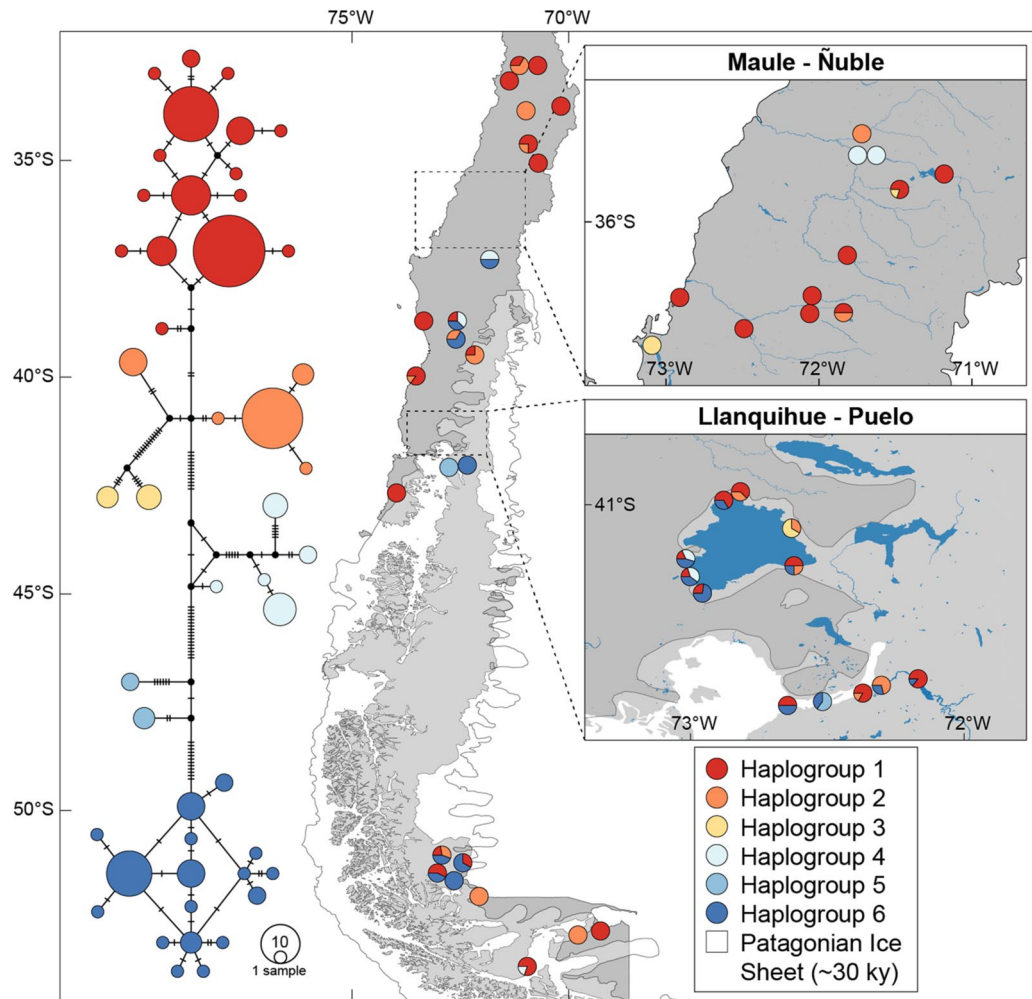 75°W
70°W
35°S
40°S
45°S
50°S
10
1 sample
Maule - Ñuble
36°S
73°W
72°W
71°W
Llanquihue - Puelo
41°S
73°W
72°W
Haplogroup 1
Haplogroup 2
Haplogroup 3
Haplogroup 4
Haplogroup 5
Haplogroup 6
Patagonian Ice
Sheet (~30 ky)